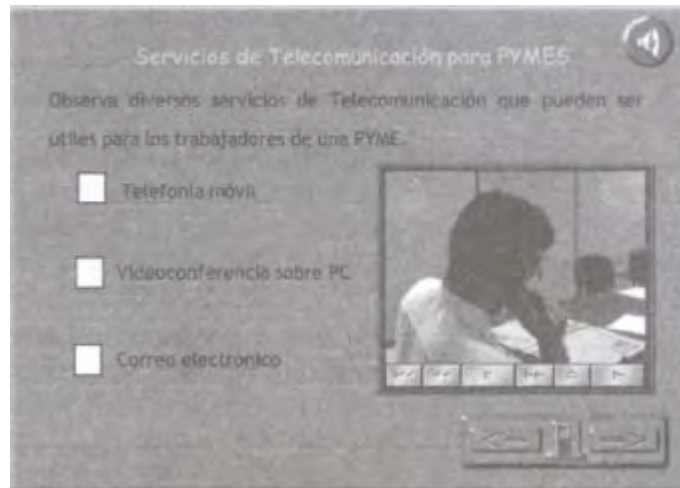 Servicios de Telecomunicación para PYMES
Observa diversos servicios de Telecomunicación que pueden ser
utiles para los trabajadores de una PYME.
Telefonía móvil
Videoconferencia sobre PC
Correo electronico